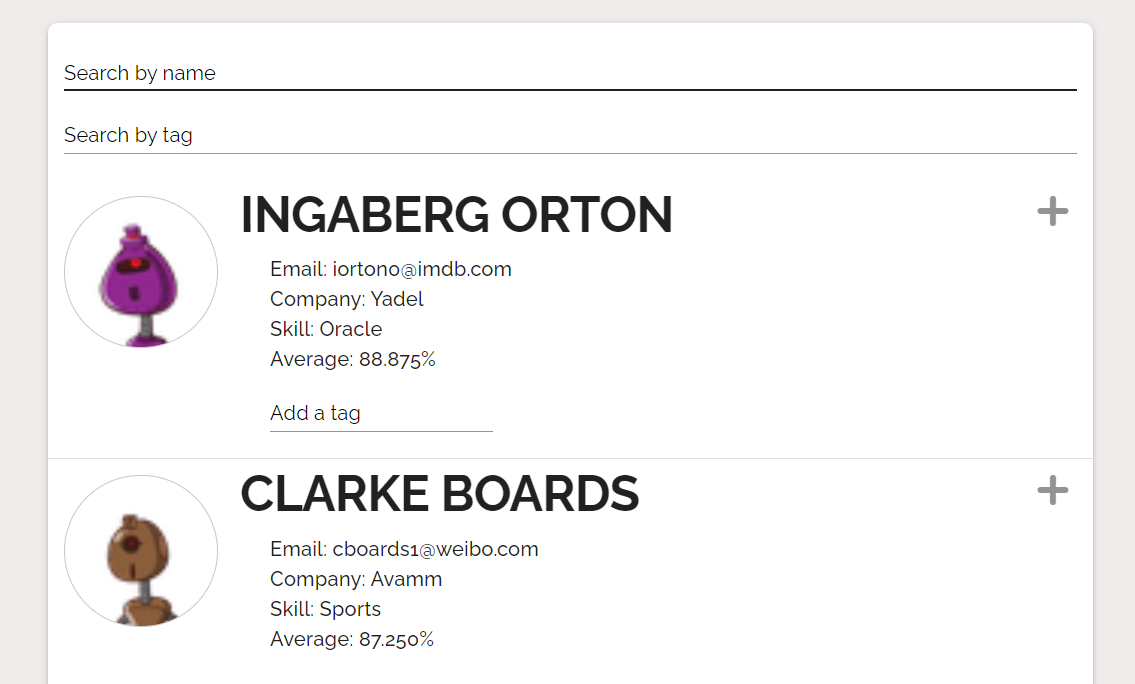 Search by name
Search by tag
INGABERG ORTON
Email: iorton0@imdb.com
Company: Yadel
Skill: Oracle
Average: 88.875%
Add a tag
CLARKE BOARDS
Email: cboards1@weibo.com
Company: Avamm
Skill: Sports
Average: 87.250%